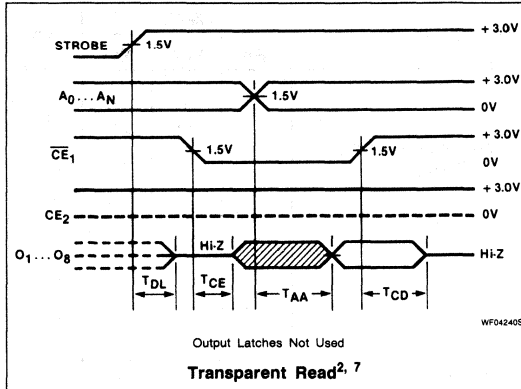 + 3.0V
STROBE
1.5V
+ 3.0V
A0...AN
1.5V
0V
+ 3.0V
CE1
1.5V
1.5V
0V
+ 3.0V
CE2
0V
O1...O8
Hi-Z
Hi-Z
TDL
TCE
TAA
TCD
WF04240S
Output Latches Not Used
Transparent Read2, 7